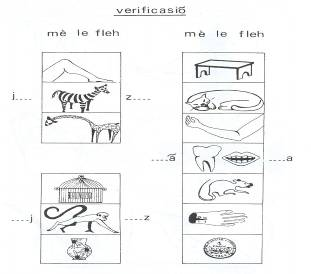 verificasiõ
mè le fleh mè le fleh
j.... z....
....ã ....a
....j ....z